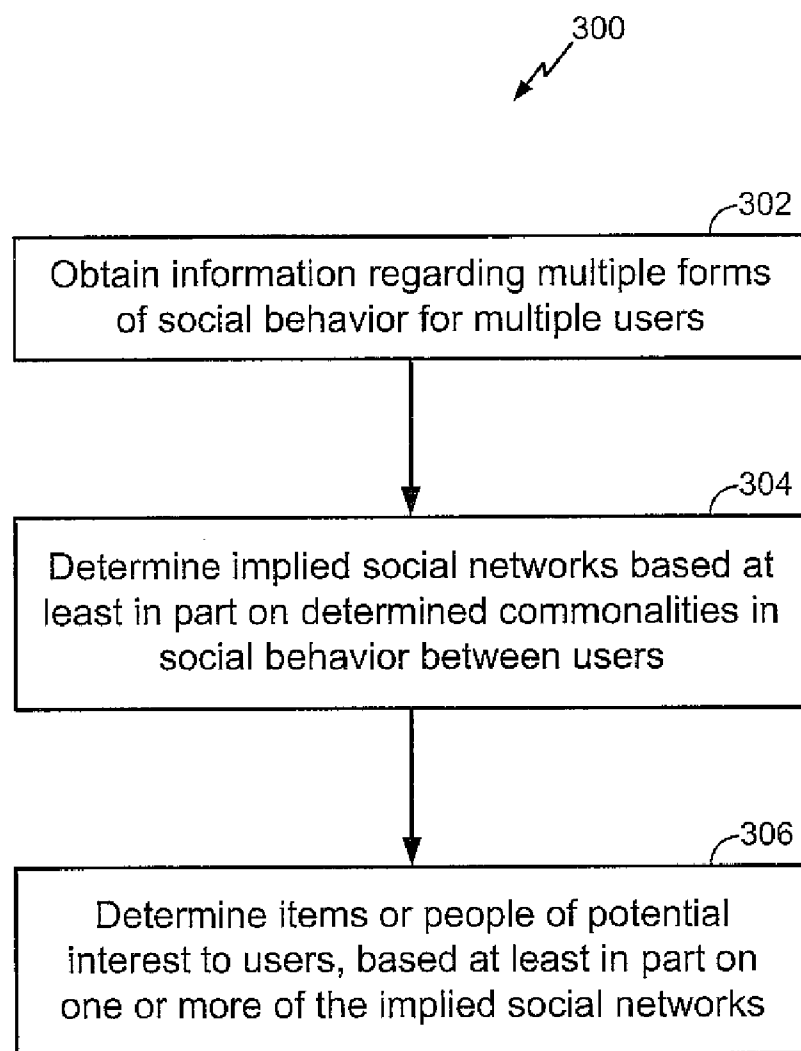 300
302
Obtain information regarding multiple forms
of social behavior for multiple users
304
Determine implied social networks based at
least in part on determined commonalities in
social behavior between users
306
Determine items or people of potential
interest to users, based at least in part on
one or more of the implied social networks